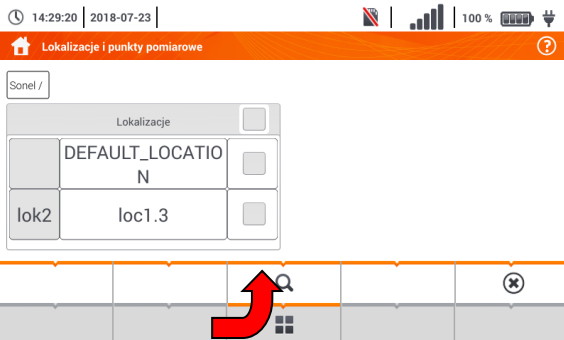 14:29:20 2018-07-23 100 %
Lokalizacje i punkty pomiarowe ?
Sonel /
Lokalizacje
DEFAULT_LOCATIO
N
lok2 loc1.3